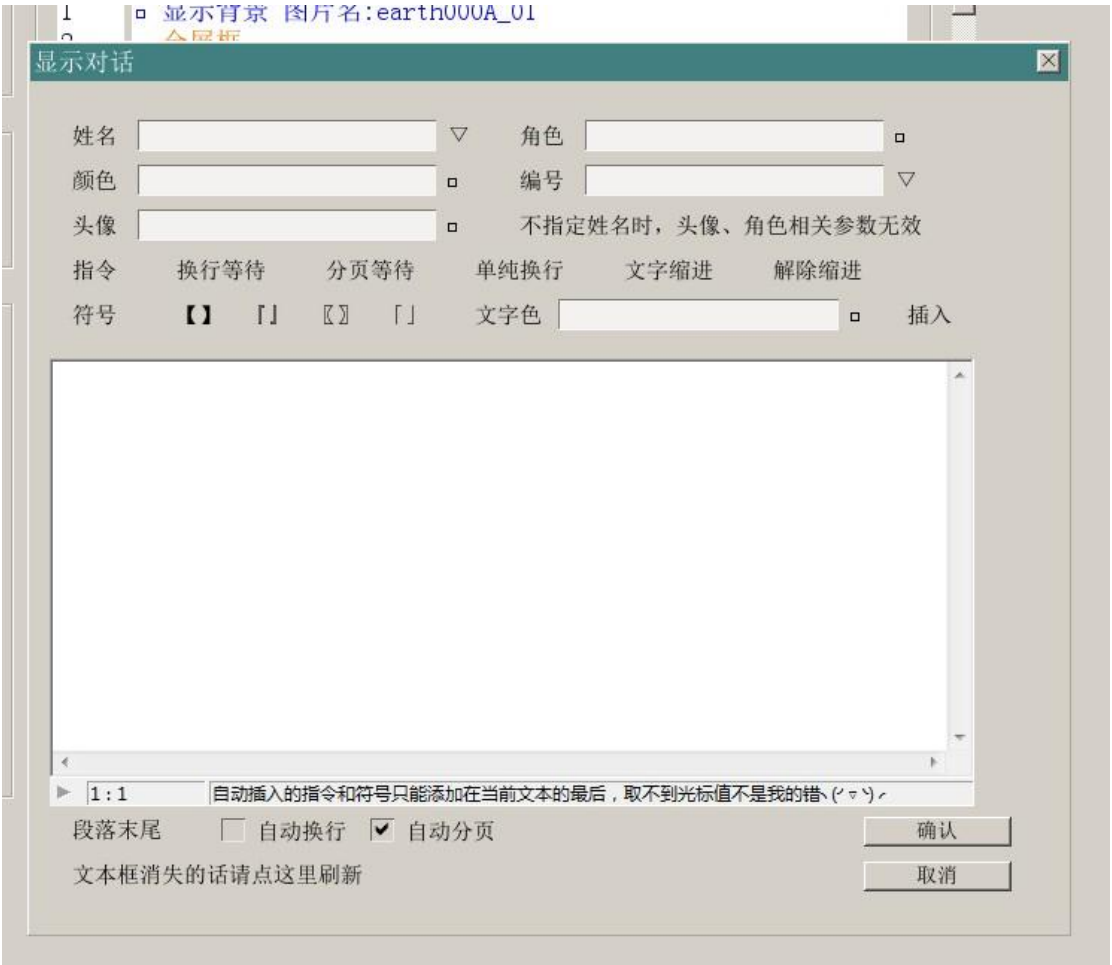 1 □ 显示背景 图片名:earth000A_01
显示对话
姓名 ▽ 角色 □
颜色 □ 编号 ▽
头像 □ 不指定姓名时，头像、角色相关参数无效
指令 换行等待 分页等待 单纯换行 文字缩进 解除缩进
符号 【】 『』 〖〗 「」 文字色 □ 插入
1:1 自动插入的指令和符号只能添加在当前文本的最后，取不到光标值不是我的错ヽ(′▽`)ノ
段落末尾 自动换行 自动分页 确认
文本框消失的话请点这里刷新 取消